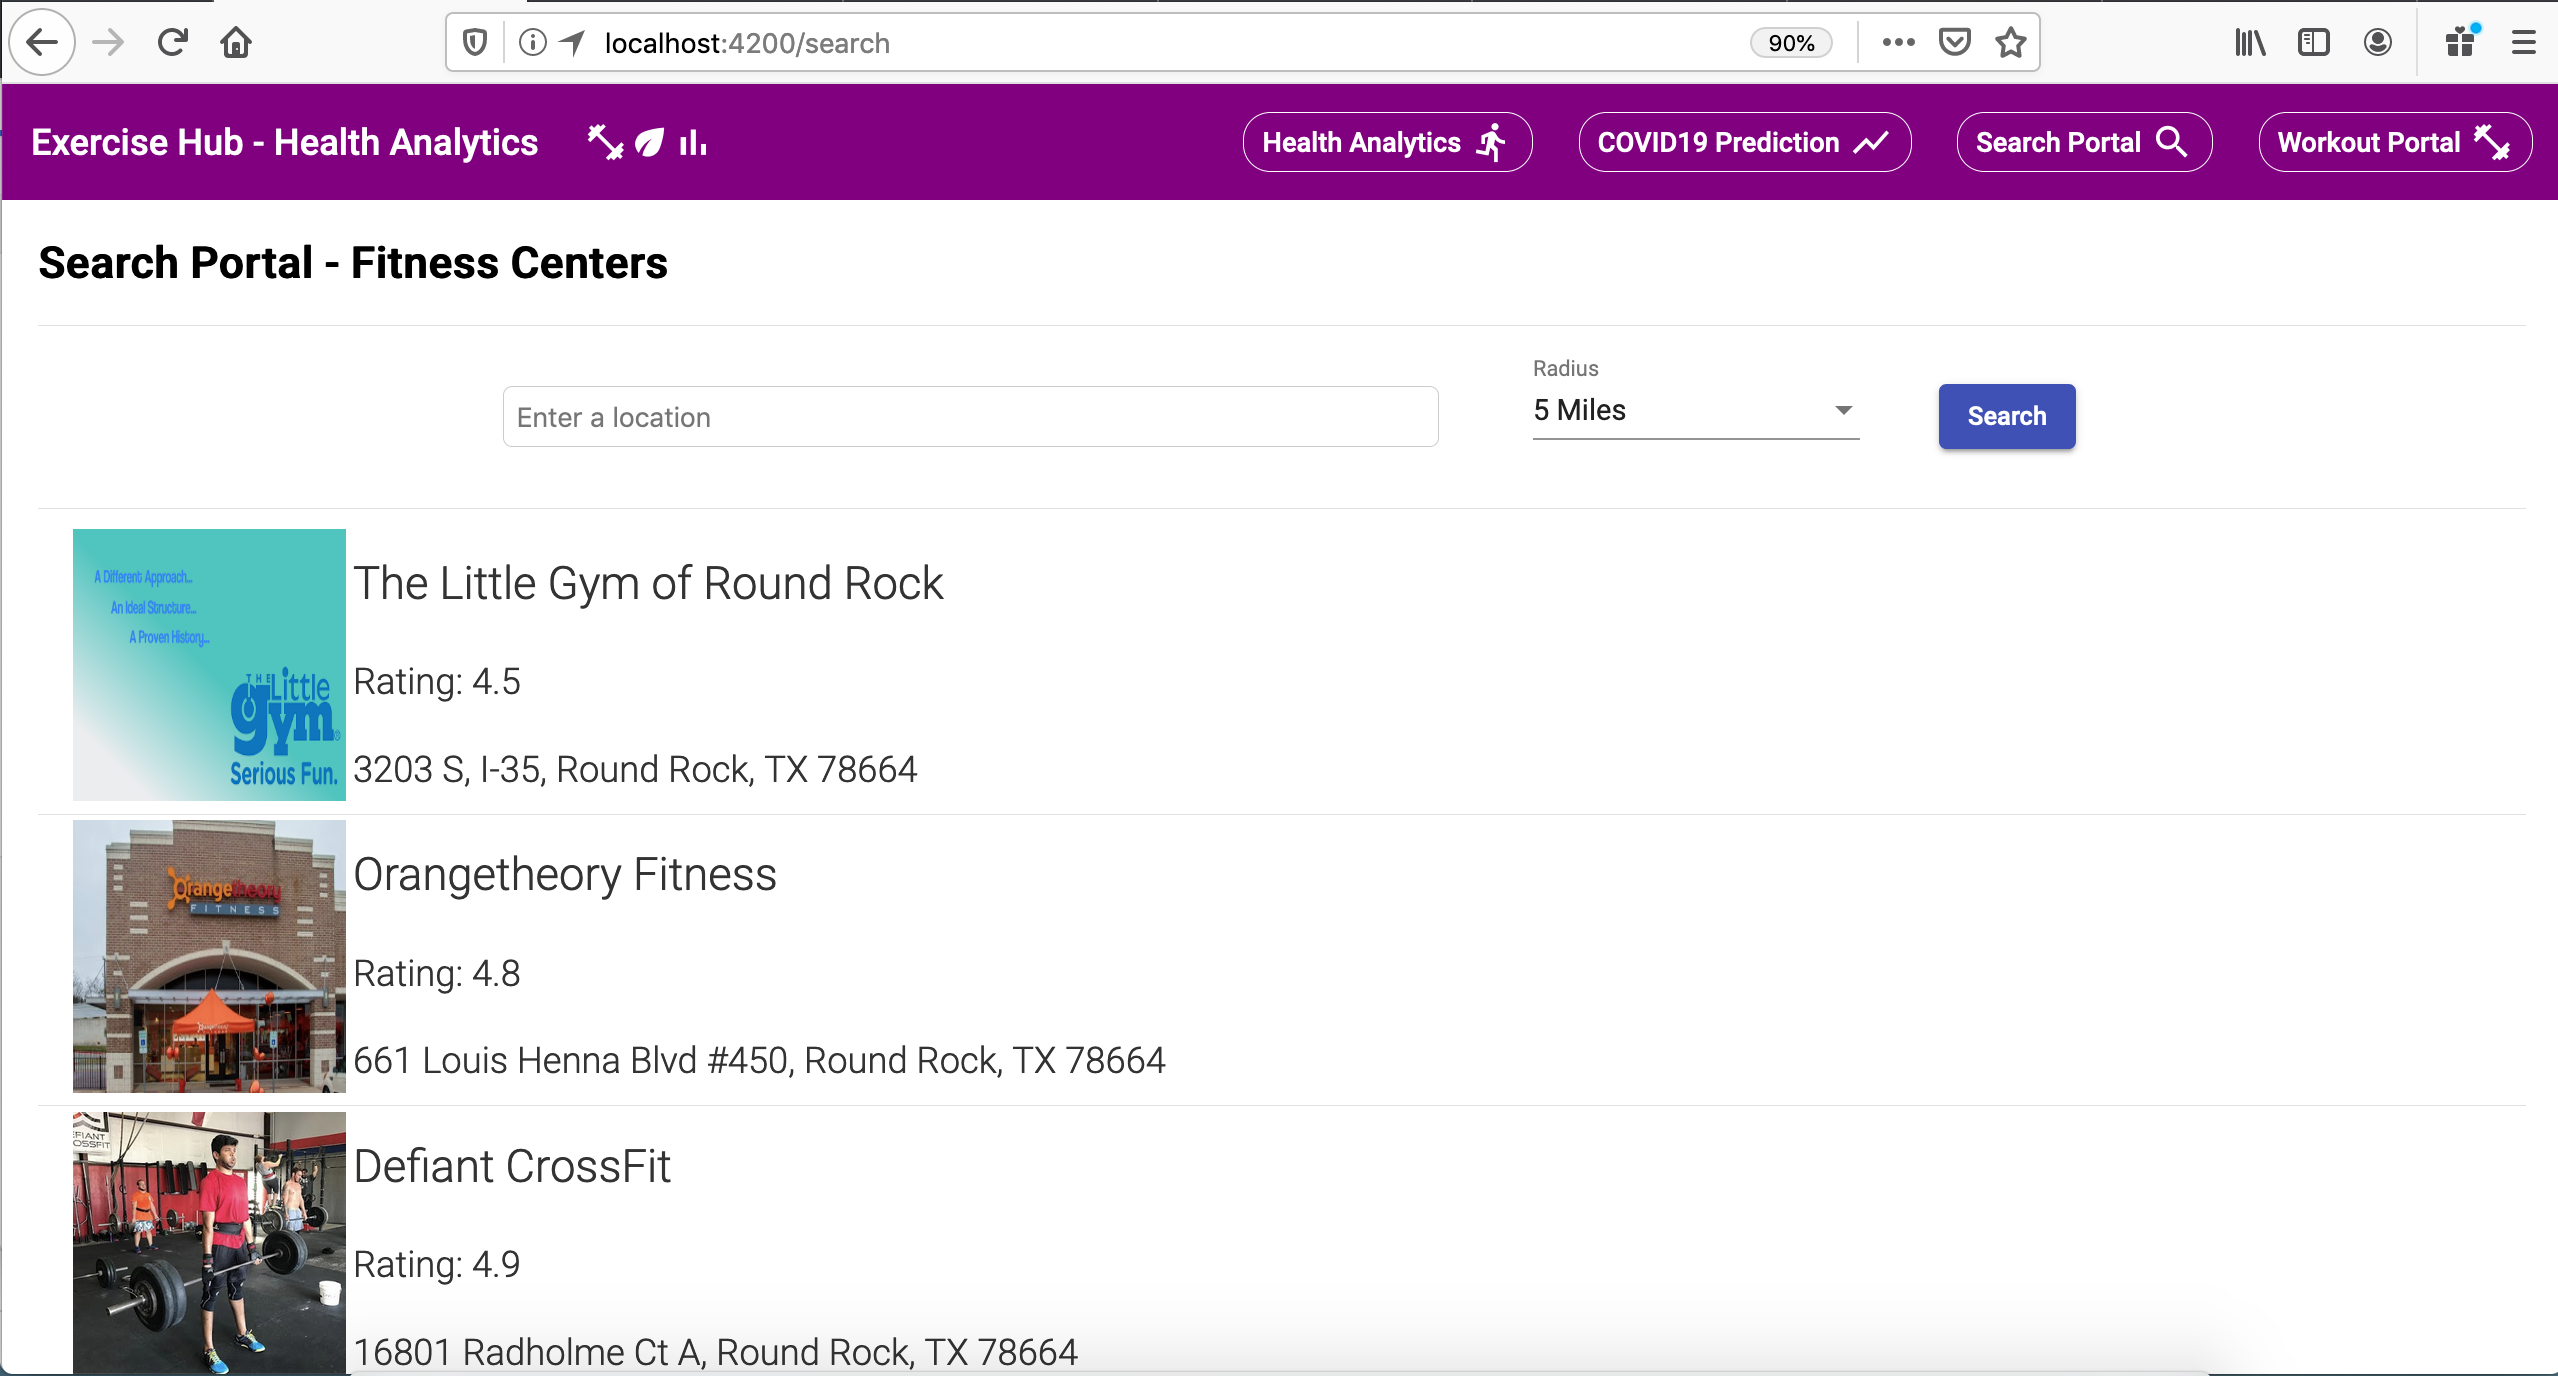 localhost:4200/search
90%
Exercise Hub - Health Analytics
Health Analytics
COVID19 Prediction
Search Portal
Workout Portal
Search Portal - Fitness Centers
Radius
Enter a location
5 Miles
Search
A Different Approach...
An Ideal Structure...
A Proven History...
THE Little
gym®
Serious Fun.
The Little Gym of Round Rock
Rating: 4.5
3203 S, I-35, Round Rock, TX 78664
Orangetheory
FITNESS
Orangetheory Fitness
Rating: 4.8
661 Louis Henna Blvd #450, Round Rock, TX 78664
EFIANT
OSSFIT
Defiant CrossFit
Rating: 4.9
16801 Radholme Ct A, Round Rock, TX 78664